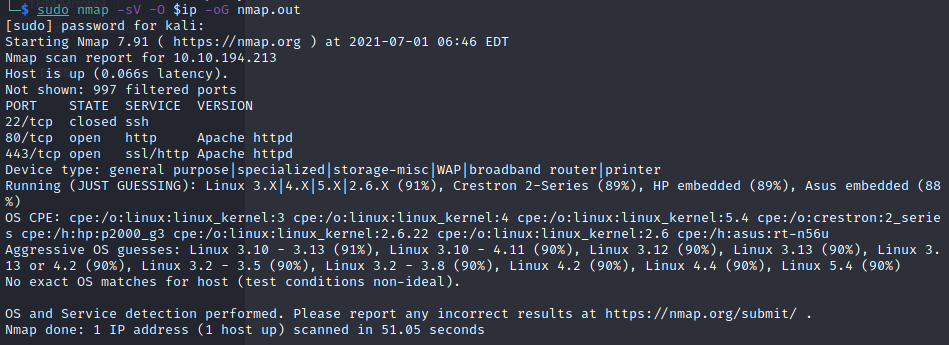 └─$ sudo nmap -sV -O $ip -oG nmap.out
[sudo] password for kali:
Starting Nmap 7.91 ( https://nmap.org ) at 2021-07-01 06:46 EDT
Nmap scan report for 10.10.194.213
Host is up (0.066s latency).
Not shown: 997 filtered ports
PORT    STATE  SERVICE  VERSION
22/tcp  closed ssh
80/tcp  open   http     Apache httpd
443/tcp open   ssl/http Apache httpd
Device type: general purpose|specialized|storage-misc|WAP|broadband router|printer
Running (JUST GUESSING): Linux 3.X|4.X|5.X|2.6.X (91%), Crestron 2-Series (89%), HP embedded (89%), Asus embedded (88
%)
OS CPE: cpe:/o:linux:linux_kernel:3 cpe:/o:linux:linux_kernel:4 cpe:/o:linux:linux_kernel:5.4 cpe:/o:crestron:2_serie
s cpe:/h:hp:p2000_g3 cpe:/o:linux:linux_kernel:2.6.22 cpe:/o:linux:linux_kernel:2.6 cpe:/h:asus:rt-n56u
Aggressive OS guesses: Linux 3.10 - 3.13 (91%), Linux 3.10 - 4.11 (90%), Linux 3.12 (90%), Linux 3.13 (90%), Linux 3.
13 or 4.2 (90%), Linux 3.2 - 3.5 (90%), Linux 3.2 - 3.8 (90%), Linux 4.2 (90%), Linux 4.4 (90%), Linux 5.4 (90%)
No exact OS matches for host (test conditions non-ideal).
OS and Service detection performed. Please report any incorrect results at https://nmap.org/submit/ .
Nmap done: 1 IP address (1 host up) scanned in 51.05 seconds